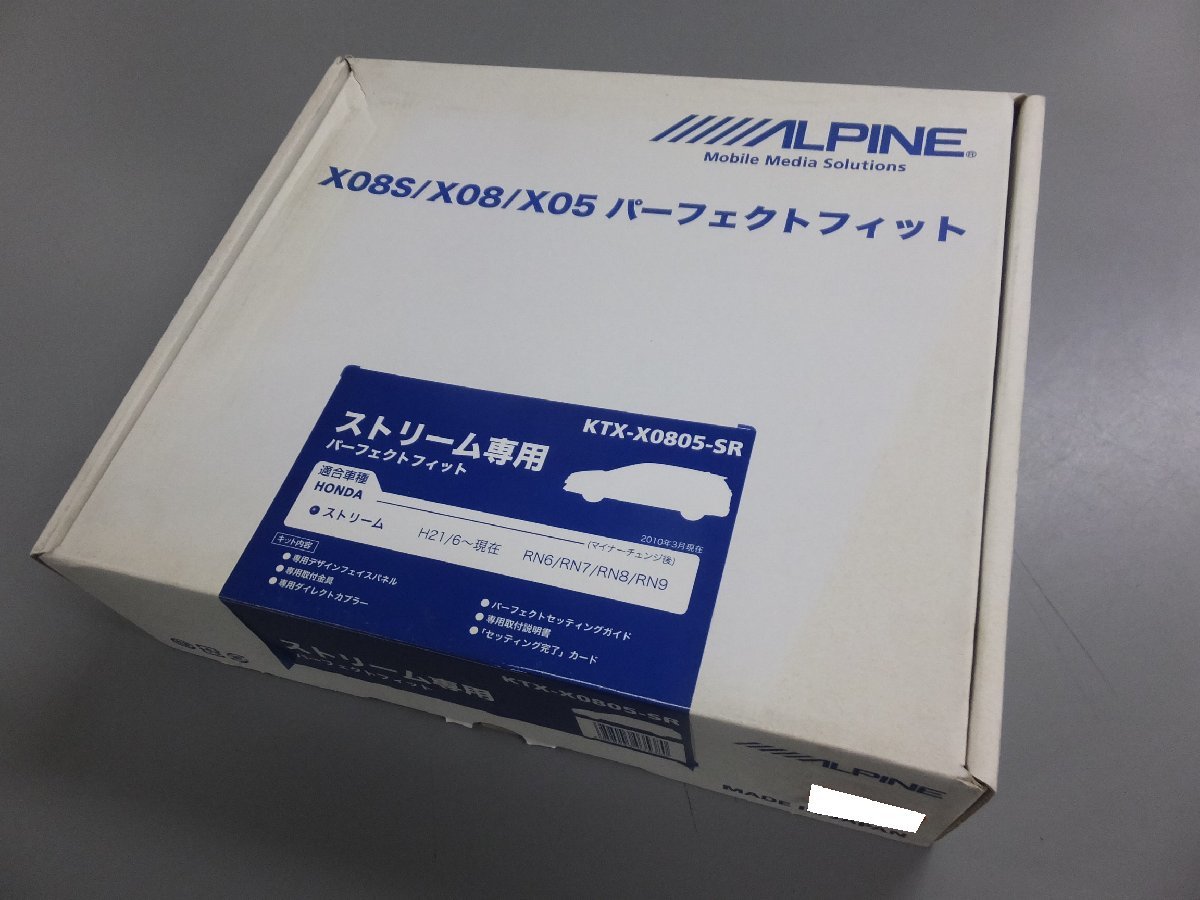 ALPINE®
Mobile Media Solutions
X08S/X08/X05 パーフェクトフィット
KTX-X0805-SR
ストリーム専用
パーフェクトフィット
適合車種
HONDA
2010年3月現在
ストリーム H21/6〜現在 (マイナーチェンジ後) RN6/RN7/RN8/RN9
キット内容
●専用デザインフェイスパネル
●専用取付金具
●専用ダイレクトカプラー
●パーフェクトセッティングガイド
●専用取付説明書
●「セッティング完了」カード
ストリーム専用
パーフェクトフィット
KTX-X0805-SR
ALPINE
MADE